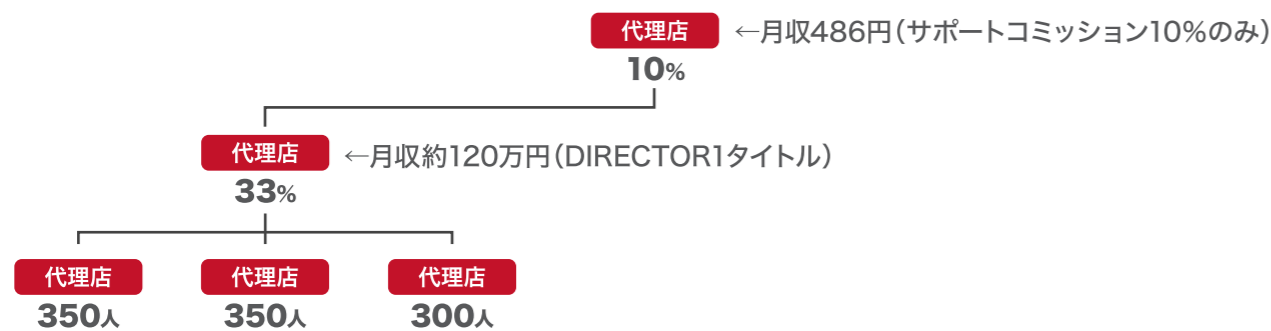 代理店 ←月収486円（サポートコミッション10%のみ）
10%
代理店 ←月収約120万円（DIRECTOR1タイトル）
33%
代理店 代理店 代理店
350人 350人 300人